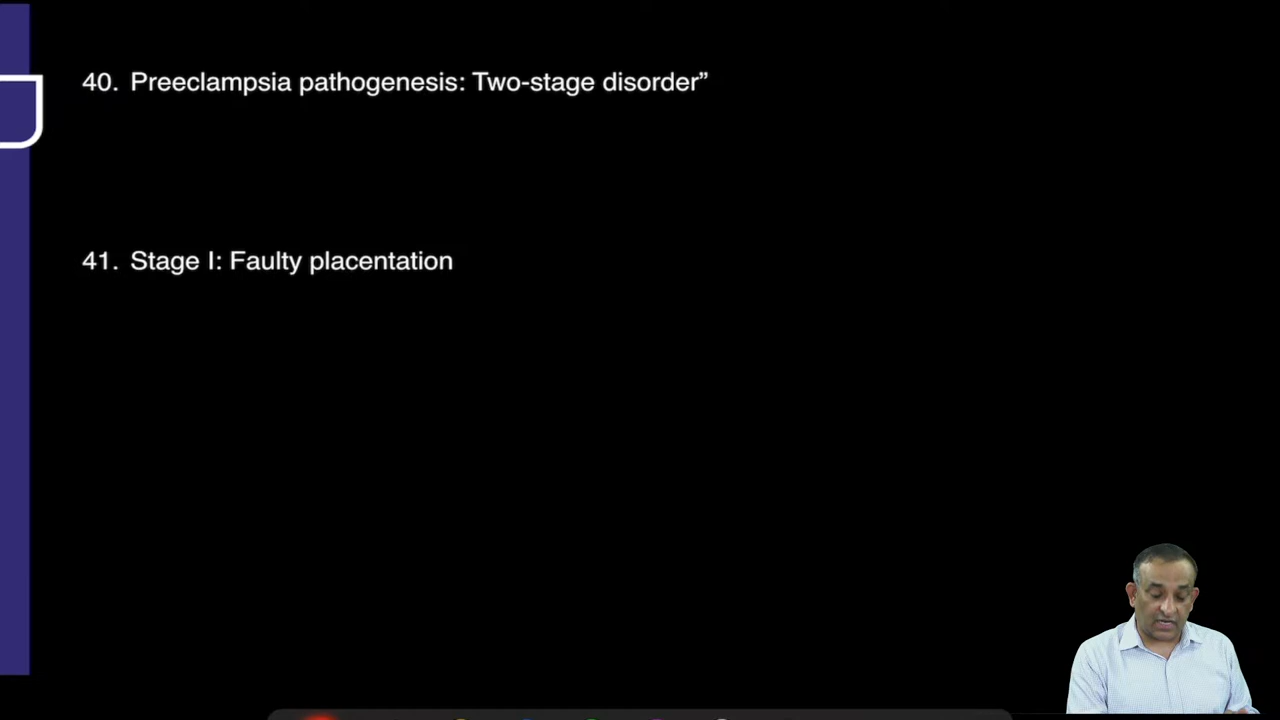 40. Preeclampsia pathogenesis: Two-stage disorder”
41. Stage I: Faulty placentation